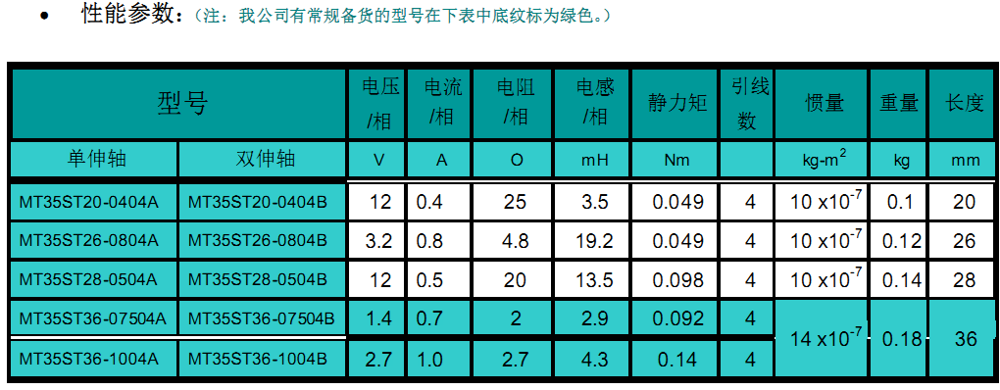 • 性能参数：（注：我公司有常规备货的型号在下表中底纹标为绿色。）
型号 电压/相 电流/相 电阻/相 电感/相 静力矩 引线数 惯量 重量 长度
单伸轴 双伸轴 V A O mH Nm kg-m² kg mm
MT35ST20-0404A MT35ST20-0404B 12 0.4 25 3.5 0.049 4 10 x10⁻⁷ 0.1 20
MT35ST26-0804A MT35ST26-0804B 3.2 0.8 4.8 19.2 0.049 4 10 x10⁻⁷ 0.12 26
MT35ST28-0504A MT35ST28-0504B 12 0.5 20 13.5 0.098 4 10 x10⁻⁷ 0.14 28
MT35ST36-07504A MT35ST36-07504B 1.4 0.7 2 2.9 0.092 4 14 x10⁻⁷ 0.18 36
MT35ST36-1004A MT35ST36-1004B 2.7 1.0 2.7 4.3 0.14 4